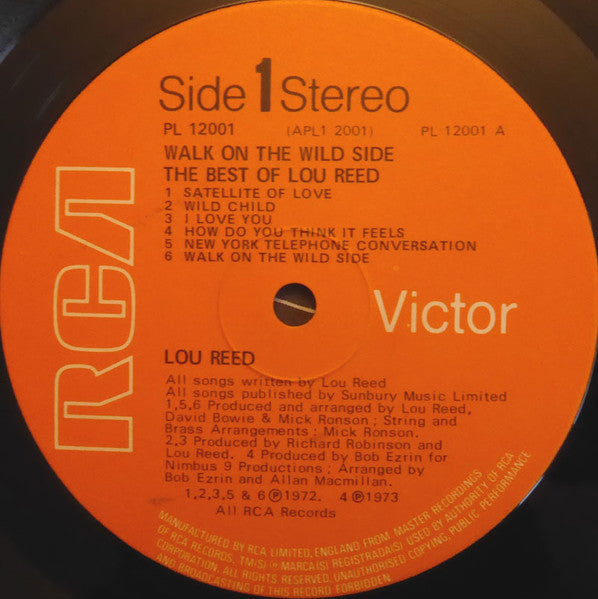 Side 1 Stereo
PL 12001 (APL1 2001) PL 12001 A
WALK ON THE WILD SIDE
THE BEST OF LOU REED
1 SATELLITE OF LOVE
2 WILD CHILD
3 I LOVE YOU
4 HOW DO YOU THINK IT FEELS
5 NEW YORK TELEPHONE CONVERSATION
6 WALK ON THE WILD SIDE
RCA
Victor
LOU REED
All songs written by Lou Reed
All songs published by Sunbury Music Limited
1,5,6 Produced and arranged by Lou Reed,
David Bowie & Mick Ronson; String and
Brass Arrangements; Mick Ronson.
2,3 Produced by Richard Robinson and
Lou Reed. 4 Produced by Bob Ezrin for
Nimbus 9 Productions; Arranged by
Bob Ezrin and Allan Macmillan.
1,2,3,5 & 6 ℗1972. 4 ℗1973
All RCA Records
MANUFACTURED BY RCA LIMITED, ENGLAND FROM MASTER RECORDINGS
OF RCA RECORDS, TM(S) ® MARCA(S) REGISTRADA(S) USED BY AUTHORITY OF RCA
CORPORATION. ALL RIGHTS RESERVED. UNAUTHORISED COPYING, PUBLIC PERFORMANCE
AND BROADCASTING OF THIS RECORD FORBIDDEN